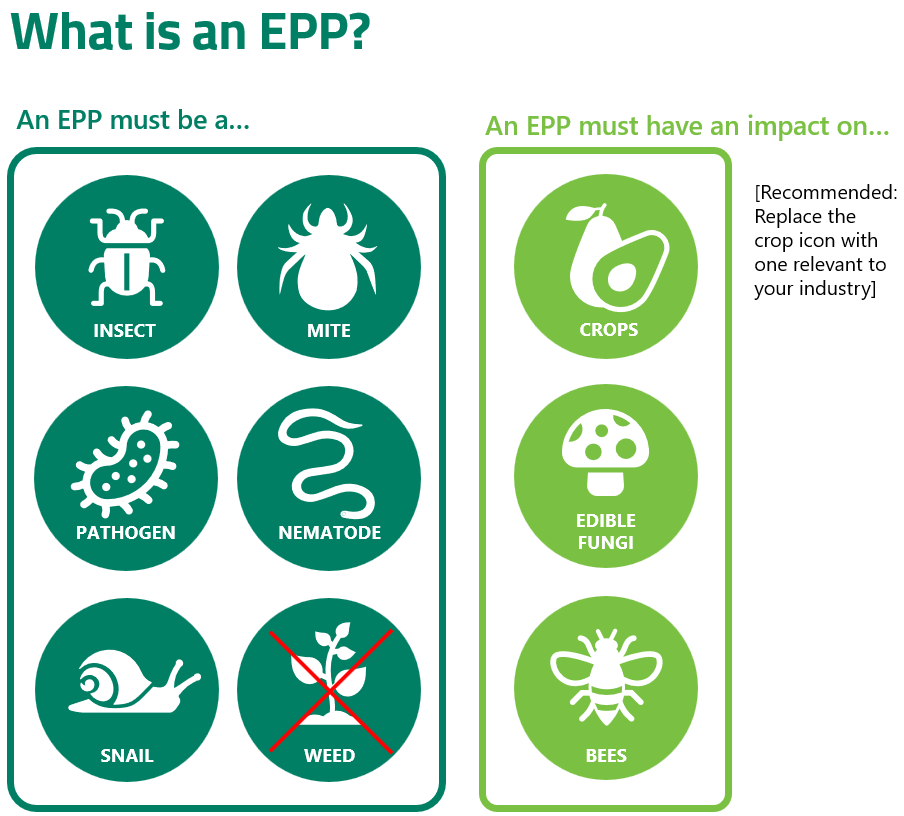 What is an EPP?
An EPP must be a...
An EPP must have an impact on...
INSECT
MITE
PATHOGEN
NEMATODE
SNAIL
WEED
CROPS
EDIBLE
FUNGI
BEES
[Recommended:
Replace the
crop icon with
one relevant to
your industry]